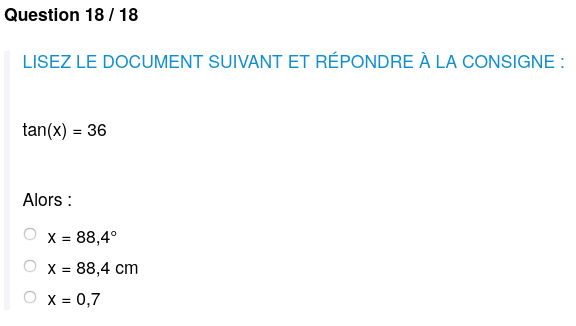 Question 18 / 18
LISEZ LE DOCUMENT SUIVANT ET RÉPONDRE À LA CONSIGNE :
tan(x) = 36
Alors :
x = 88,4°
x = 88,4 cm
x = 0,7